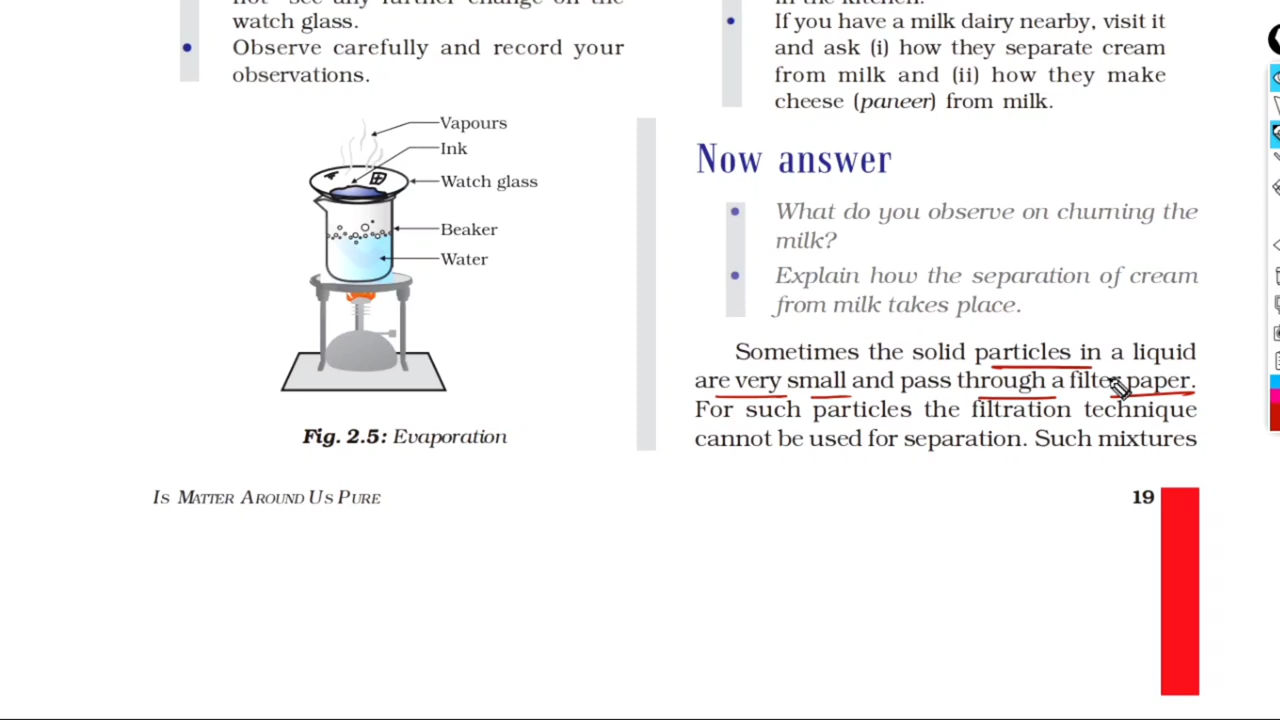 watch glass.
• Observe carefully and record your
observations.
Vapours
Ink
Watch glass
Beaker
Water
Fig. 2.5: Evaporation
in the kitchen.
• If you have a milk dairy nearby, visit it
and ask (i) how they separate cream
from milk and (ii) how they make
cheese (paneer) from milk.
Now answer
• What do you observe on churning the
milk?
• Explain how the separation of cream
from milk takes place.
Sometimes the solid particles in a liquid
are very small and pass through a filter paper.
For such particles the filtration technique
cannot be used for separation. Such mixtures
IS MATTER AROUND US PURE
19